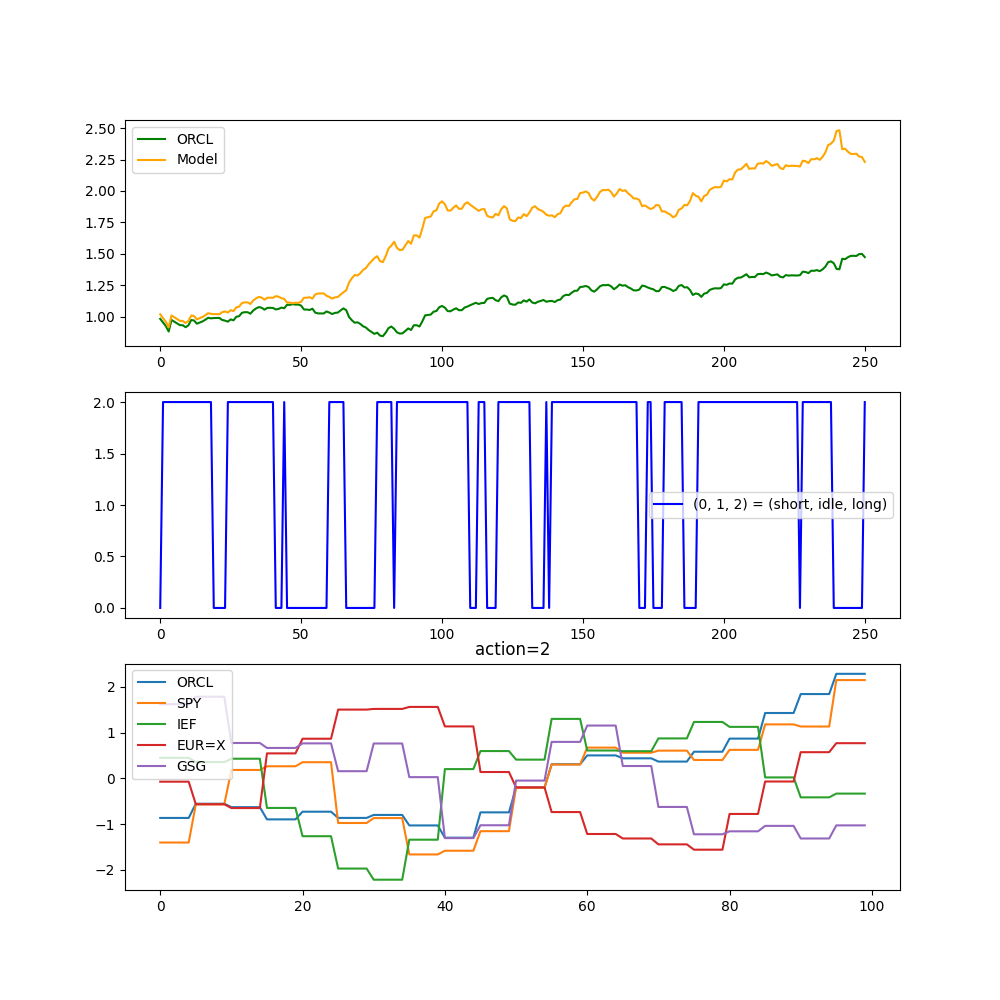 2.50
2.25
2.00
1.75
1.50
1.25
1.00
ORCL
Model
0 50 100 150 200 250
2.0
1.5
1.0
0.5
0.0
(0, 1, 2) = (short, idle, long)
0 50 100 150 200 250
action=2
2
1
0
−1
−2
ORCL
SPY
IEF
EUR=X
GSG
0 20 40 60 80 100